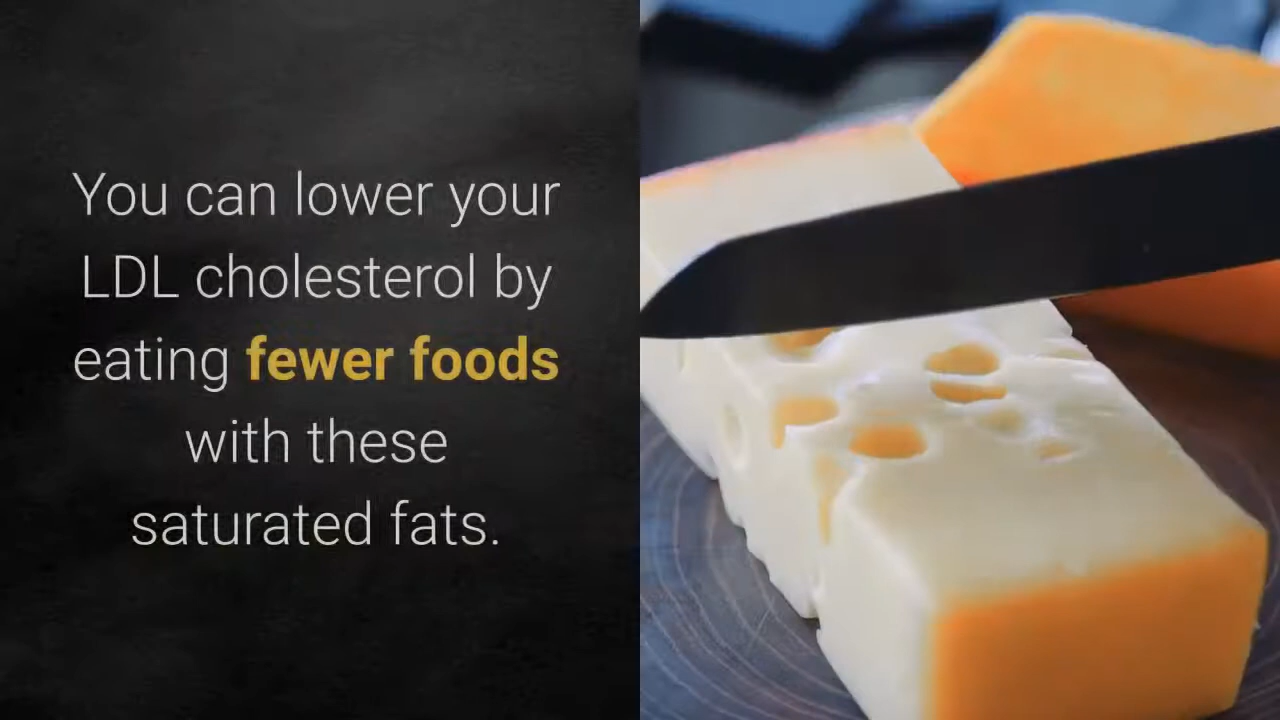 You can lower your
LDL cholesterol by
eating fewer foods
with these
saturated fats.